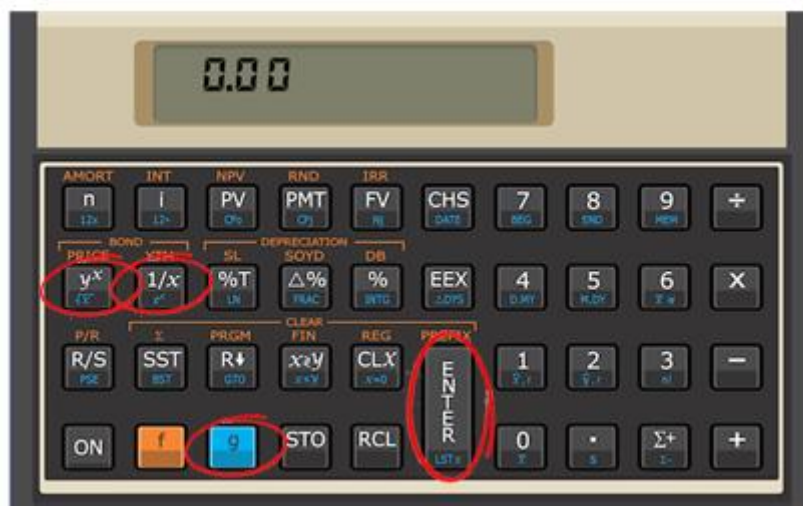 0.00
AMORT INT NPV RND IRR
n i PV PMT FV CHS 7 8 9 ÷
12x 12÷ CFo CFj Nj DATE BEG END MEM
BOND DEPRECIATION
PRICE YTM SL SOYD DB
yˣ 1/x %T △% % EEX 4 5 6 X
LN FRAC INTG △DYS D.MY M.DY
CLEAR
P/R Σ PRGM FIN REG PREFIX
R/S SST R↓ x≷y CLX ENTER 1 2 3 −
PSE BST GTO x≤y x=0 n!
ON f g STO RCL 0 . Σ+ +
LSTx Σ-